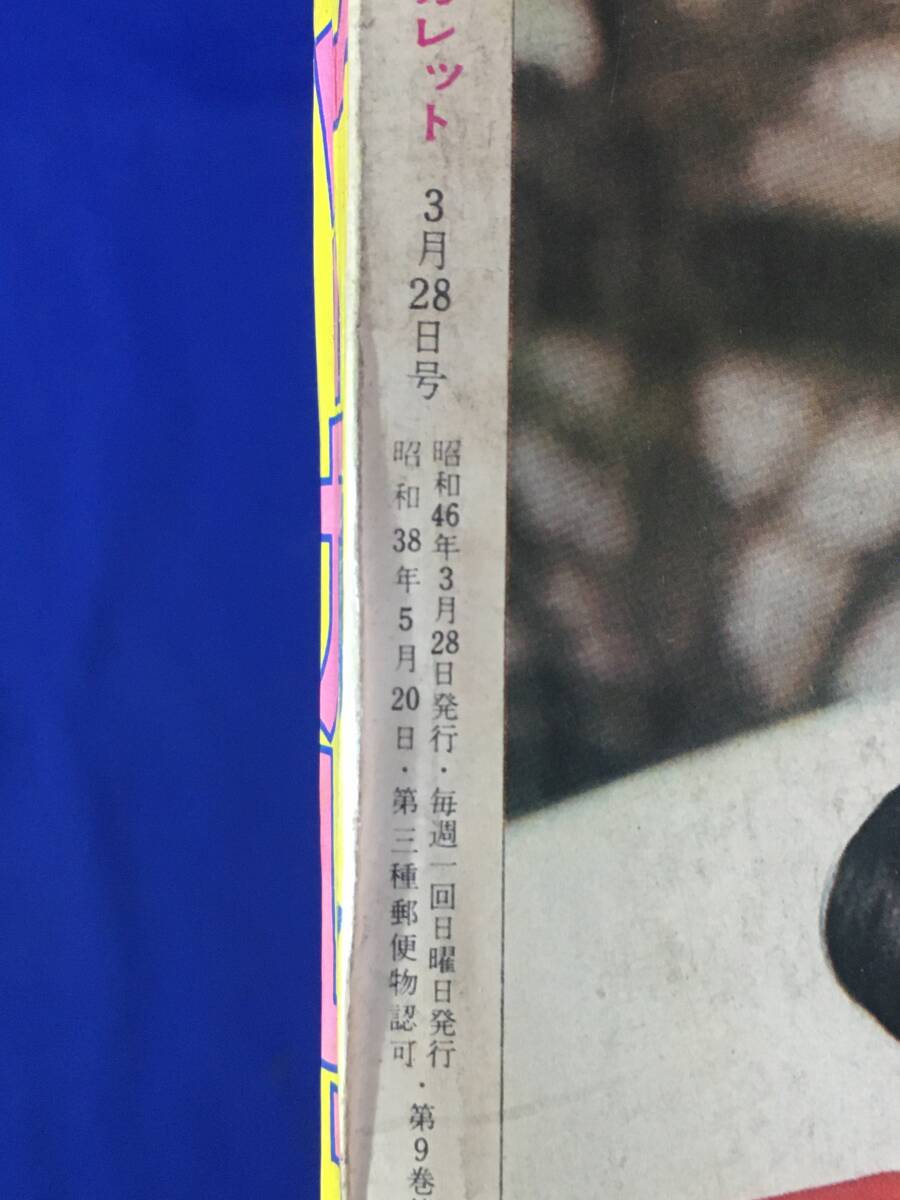 レット
3月28日号
昭和46年3月28日発行・毎週一回日曜日発行
昭和38年5月20日・第三種郵便物認可・第9巻